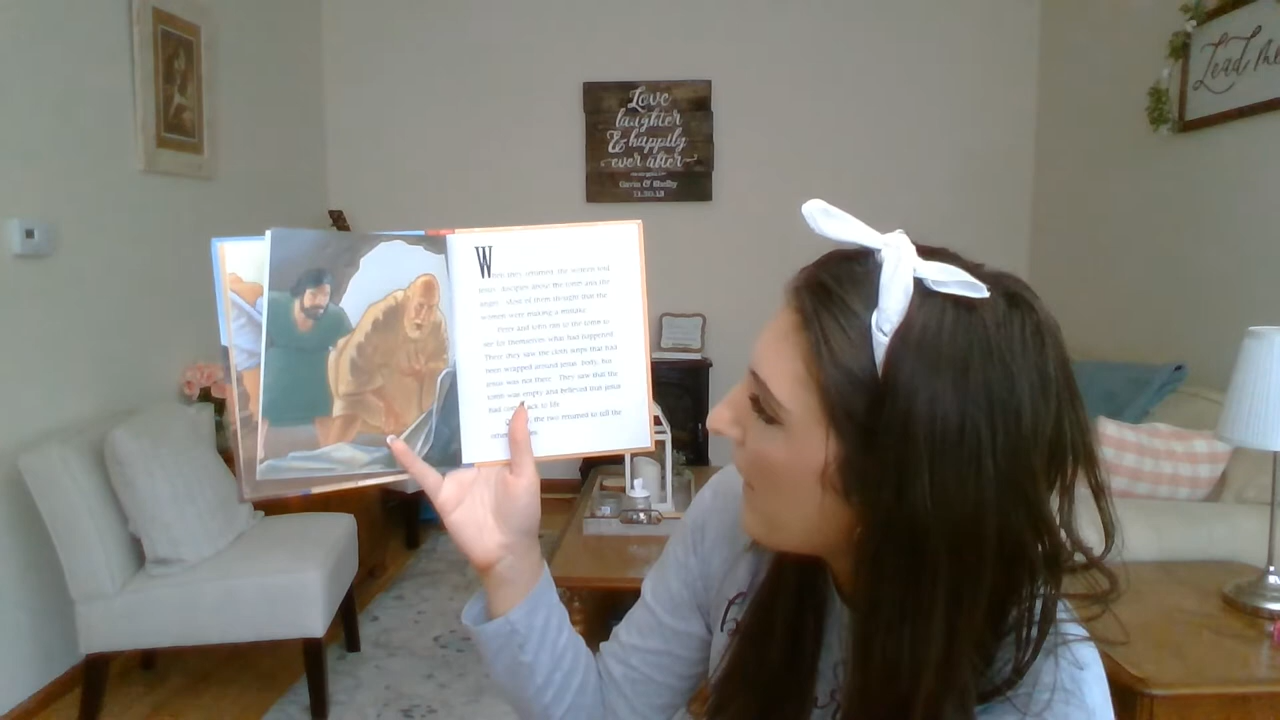 Love
laughter
& happily
ever after
Gavin & Shelby
11.30.13
Lead me
When they returned, the women told
Jesus' disciples about the tomb and the
angel. Most of them thought that the
women were making a mistake.
Peter and John ran to the tomb to
see for themselves what had happened.
There they saw the cloth strips that had
been wrapped around Jesus' body, but
Jesus was not there. They saw that the
tomb was empty and believed that Jesus
had come back to life.
the two returned to tell the